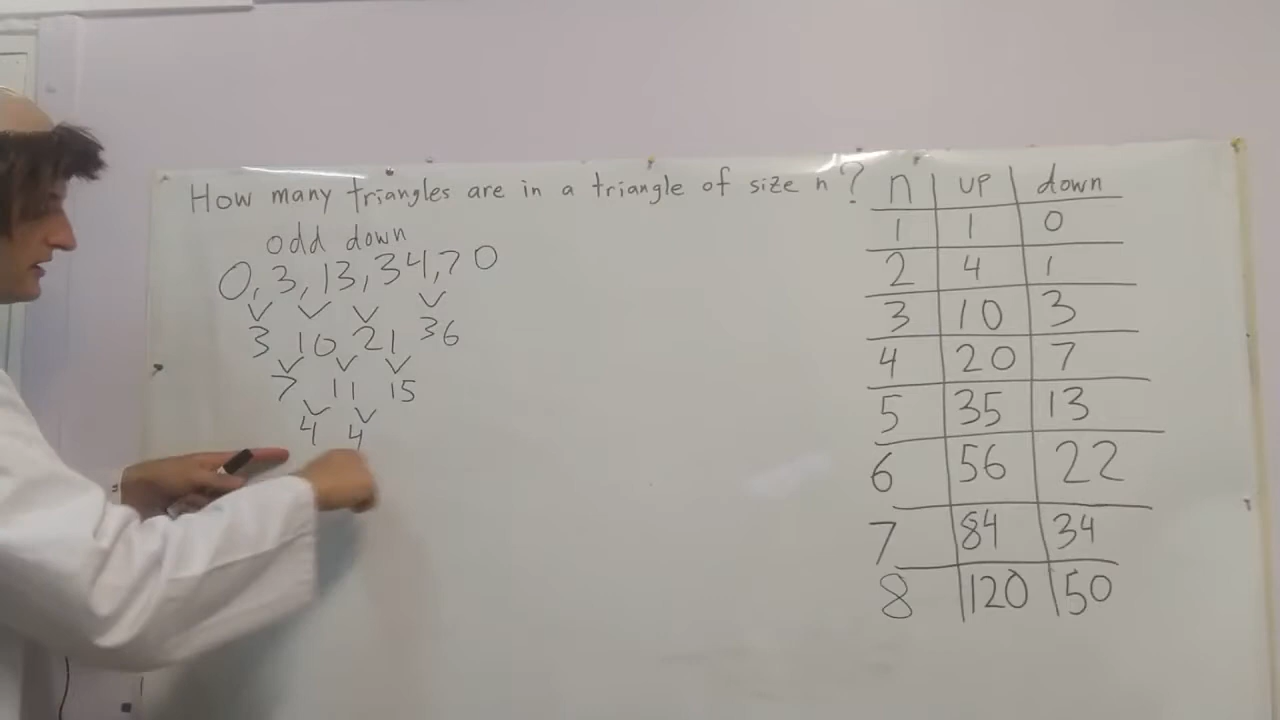 How many triangles are in a triangle of size n?
odd down
0, 3, 13, 34, 70
3 10 21 36
7 11 15
4 4
n up down
1 1 0
2 4 1
3 10 3
4 20 7
5 35 13
6 56 22
7 84 34
8 120 50